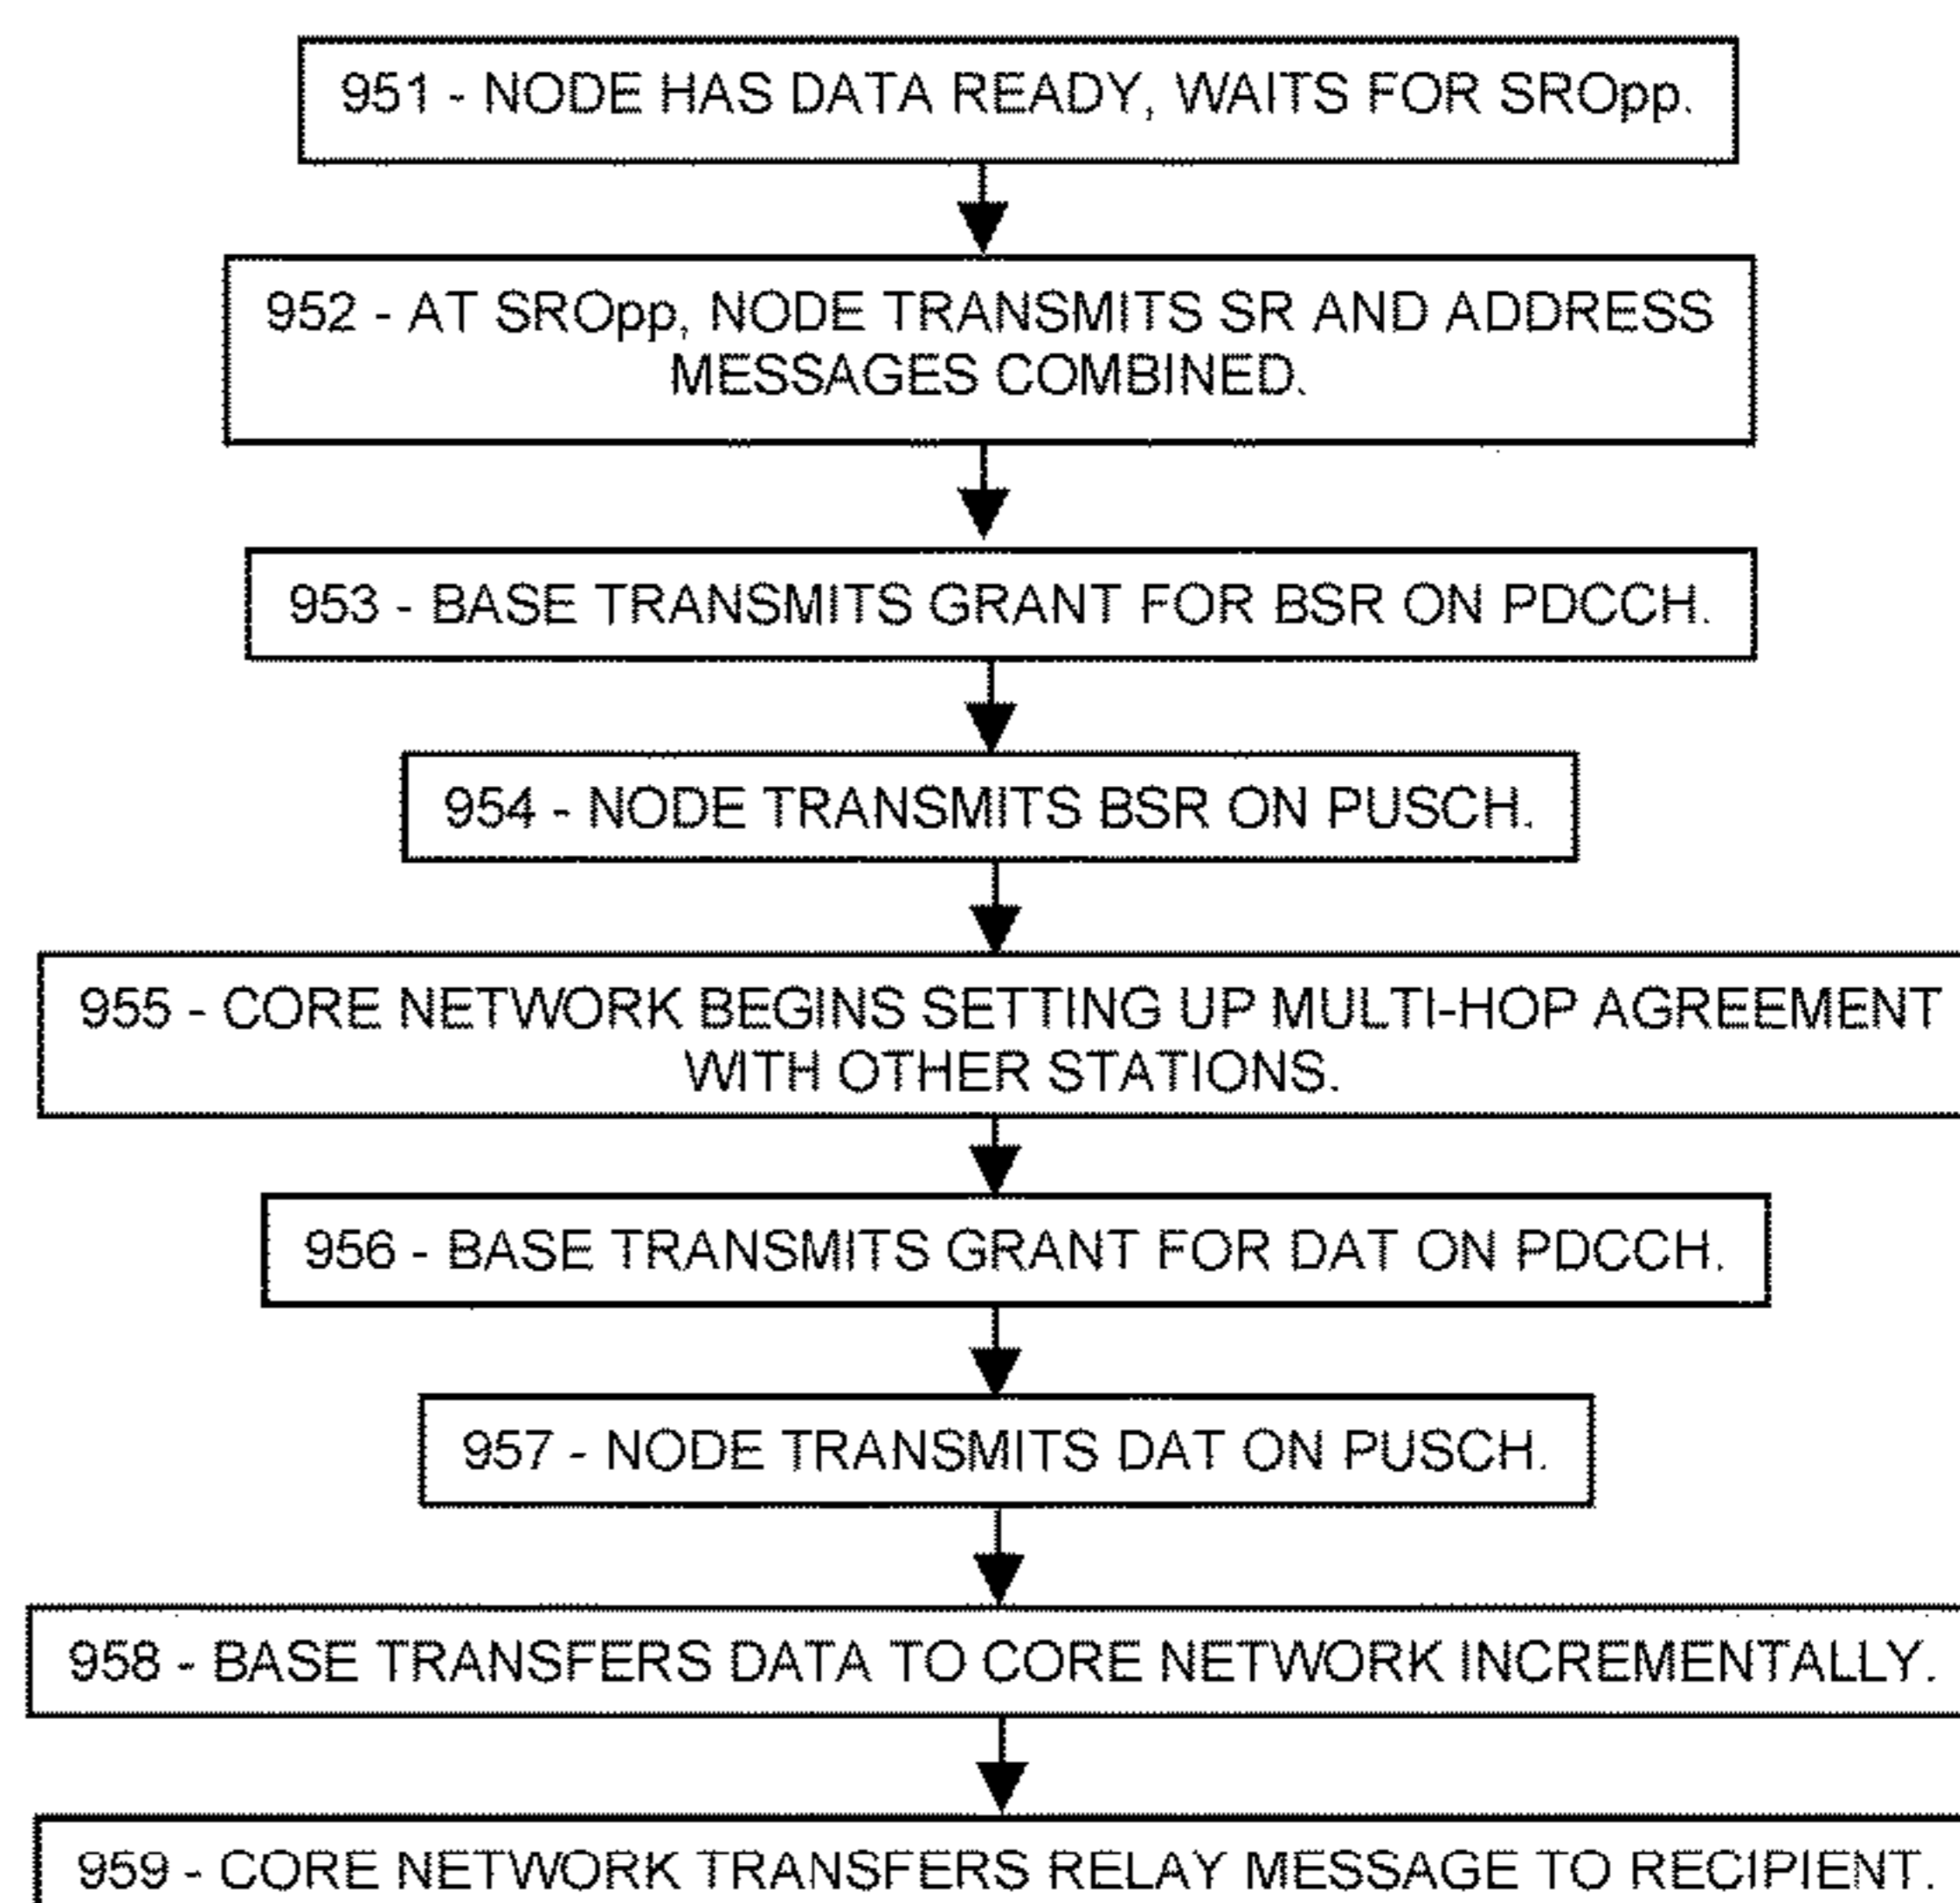 951 - NODE HAS DATA READY, WAITS FOR SROpp.
952 - AT SROpp, NODE TRANSMITS SR AND ADDRESS
MESSAGES COMBINED.
953 - BASE TRANSMITS GRANT FOR BSR ON PDCCH.
954 - NODE TRANSMITS BSR ON PUSCH.
955 - CORE NETWORK BEGINS SETTING UP MULTI-HOP AGREEMENT
WITH OTHER STATIONS.
956 - BASE TRANSMITS GRANT FOR DAT ON PDCCH.
957 - NODE TRANSMITS DAT ON PUSCH.
958 - BASE TRANSFERS DATA TO CORE NETWORK INCREMENTALLY.
959 - CORE NETWORK TRANSFERS RELAY MESSAGE TO RECIPIENT.